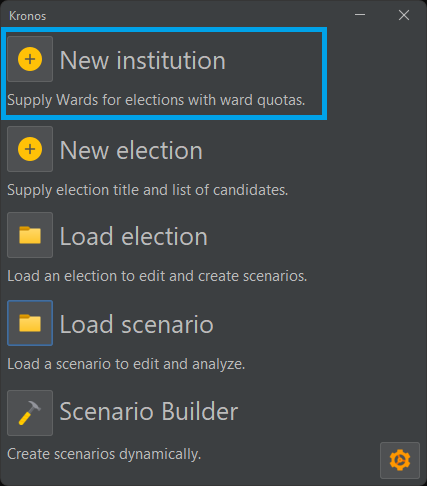 Kronos
New institution
Supply Wards for elections with ward quotas.
New election
Supply election title and list of candidates.
Load election
Load an election to edit and create scenarios.
Load scenario
Load a scenario to edit and analyze.
Scenario Builder
Create scenarios dynamically.